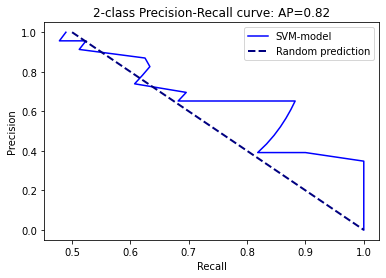 2-class Precision-Recall curve: AP=0.82
SVM-model
Random prediction
Precision
1.0
0.8
0.6
0.4
0.2
0.0
0.5
0.6
0.7
0.8
0.9
1.0
Recall